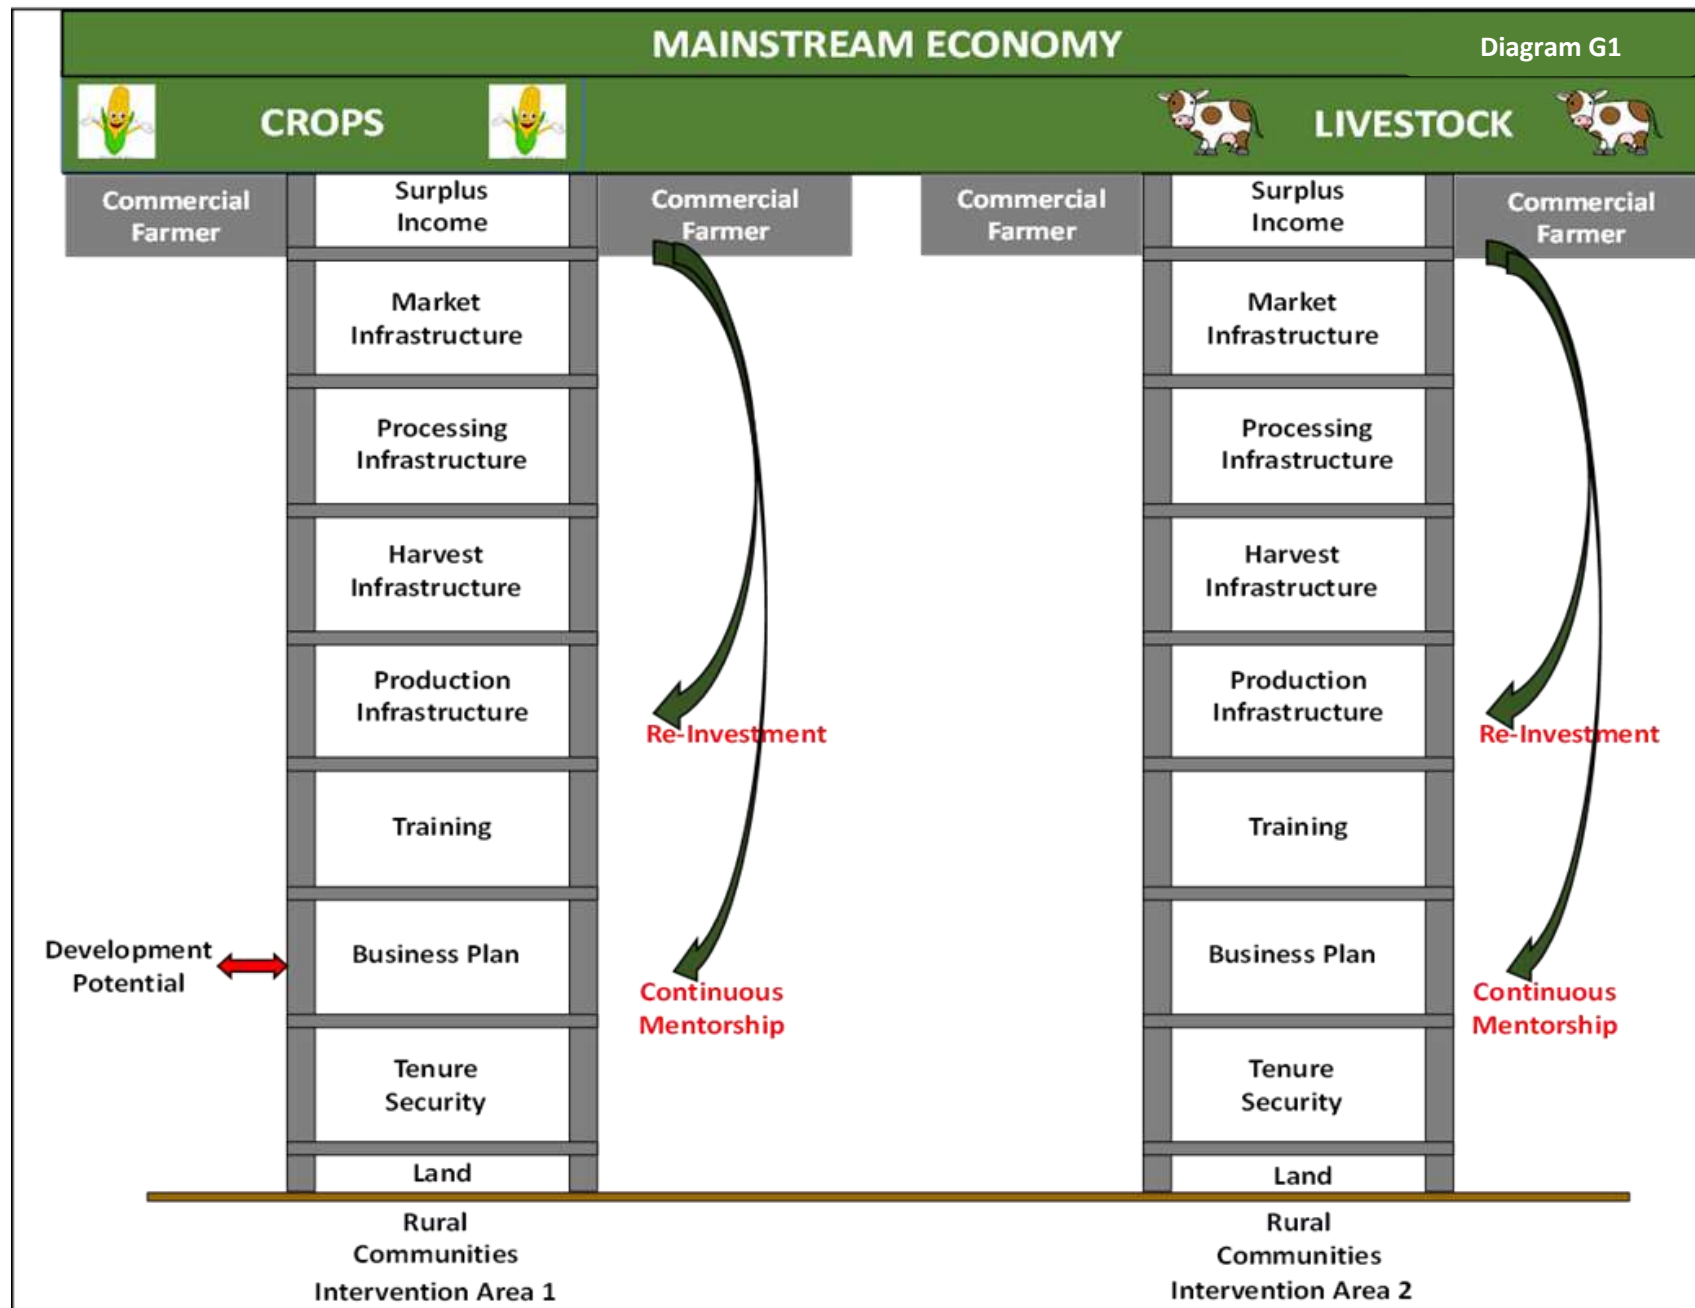 MAINSTREAM ECONOMY
Diagram G1
CROPS
LIVESTOCK
Commercial
Farmer
Surplus
Income
Commercial
Farmer
Commercial
Farmer
Surplus
Income
Commercial
Farmer
Market
Infrastructure
Market
Infrastructure
Processing
Infrastructure
Processing
Infrastructure
Harvest
Infrastructure
Harvest
Infrastructure
Production
Infrastructure
Re-Investment
Production
Infrastructure
Re-Investment
Training
Training
Development
Potential
Business Plan
Continuous
Mentorship
Business Plan
Continuous
Mentorship
Tenure
Security
Tenure
Security
Land
Land
Rural
Communities
Intervention Area 1
Rural
Communities
Intervention Area 2